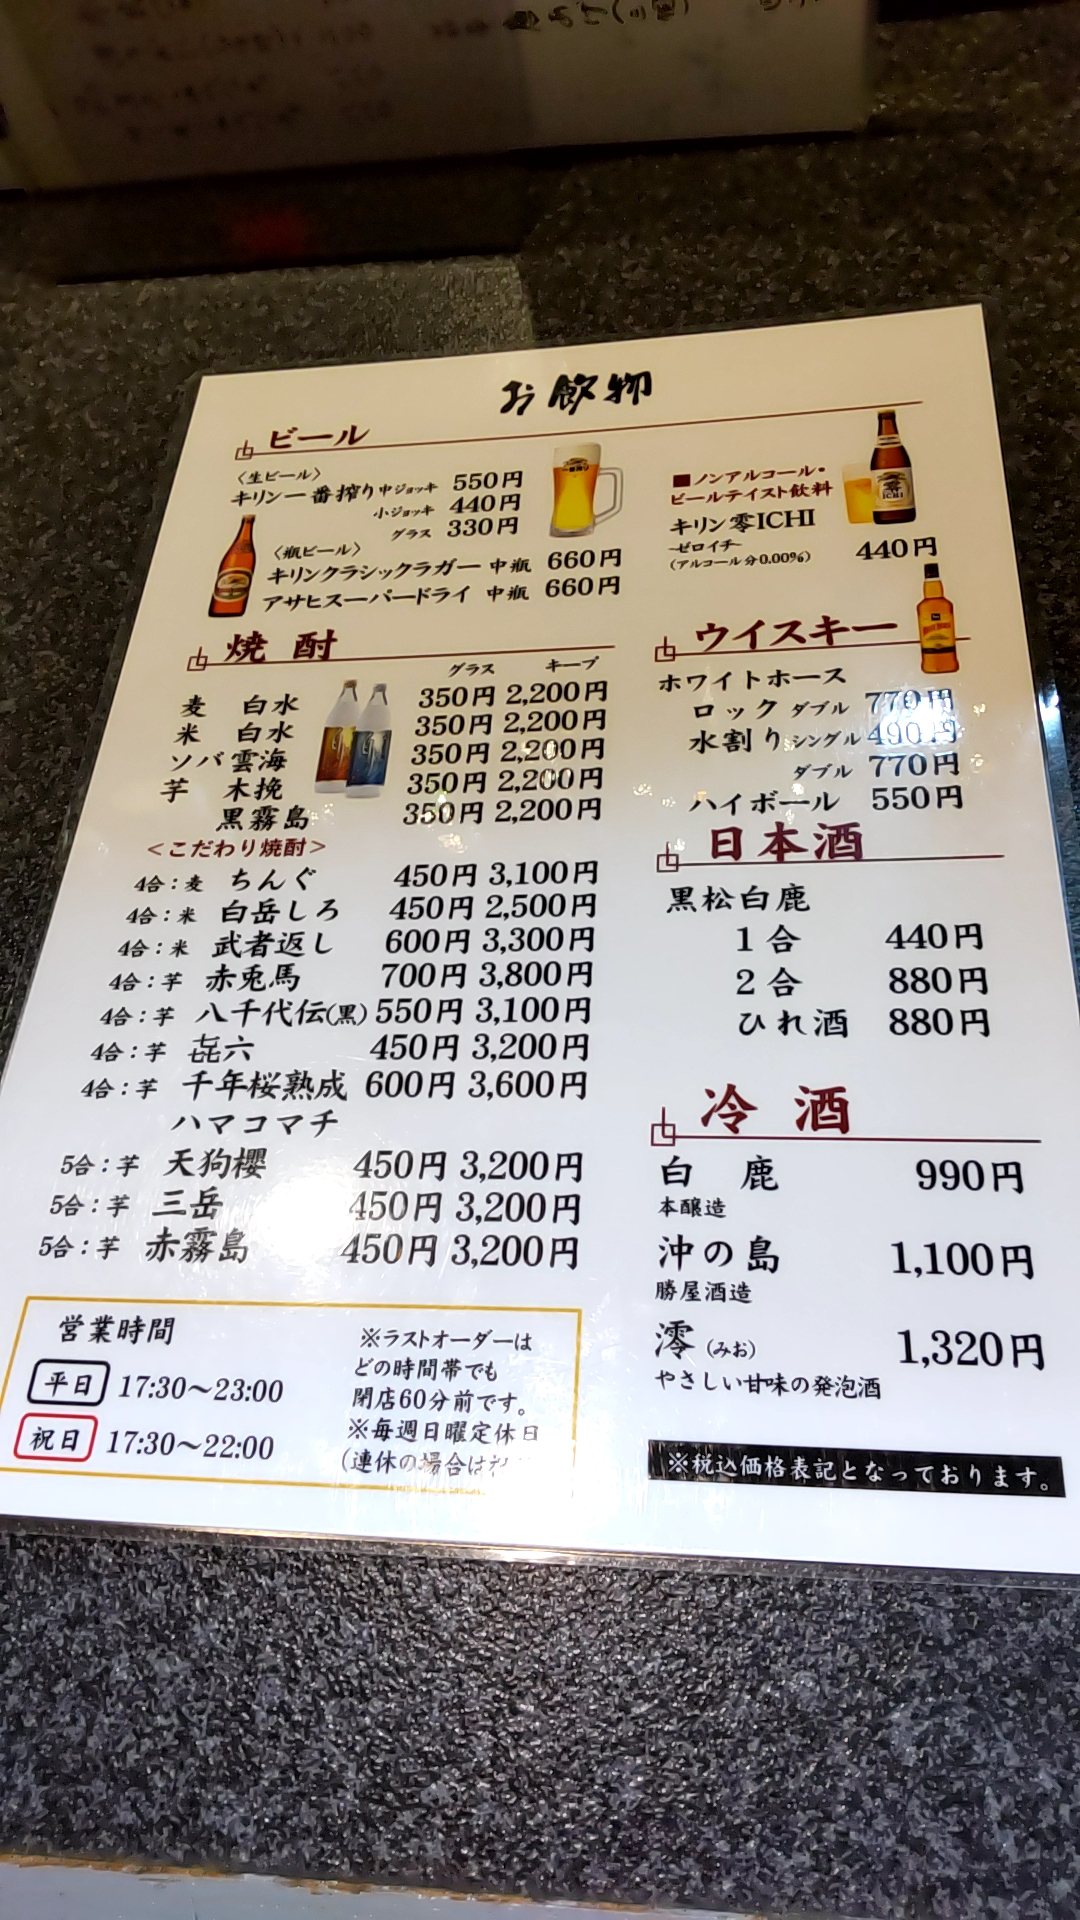 お飲物
ビール
〈生ビール〉
キリン一番搾り 中ジョッキ 550円
小ジョッキ 440円
グラス 330円
〈瓶ビール〉
キリンクラシックラガー 中瓶 660円
アサヒスーパードライ 中瓶 660円
■ノンアルコール・
ビールテイスト飲料
キリン零ICHI
ゼロイチ
(アルコール分0.00%) 440円
焼酎
グラス キープ
麦 白水 350円 2,200円
米 白水 350円 2,200円
ソバ 雲海 350円 2,200円
芋 木挽 350円 2,200円
黒霧島 350円 2,200円
<こだわり焼酎>
4合:麦 ちんぐ 450円 3,100円
4合:米 白岳しろ 450円 2,500円
4合:米 武者返し 600円 3,300円
4合:芋 赤兎馬 700円 3,800円
4合:芋 八千代伝(黒) 550円 3,100円
4合:芋 㐂六 450円 3,200円
4合:芋 千年桜熟成 600円 3,600円
ハマコマチ
5合:芋 天狗櫻 450円 3,200円
5合:芋 三岳 450円 3,200円
5合:芋 赤霧島 450円 3,200円
ウイスキー
ホワイトホース
ロック ダブル 770円
水割り シングル 490円
ダブル 770円
ハイボール 550円
日本酒
黒松白鹿
1合 440円
2合 880円
ひれ酒 880円
冷酒
白鹿 990円
本醸造
沖の島 1,100円
勝屋酒造
澪(みお) 1,320円
やさしい甘味の発泡酒
営業時間
平日 17:30〜23:00
祝日 17:30〜22:00
※ラストオーダーは
どの時間帯でも
閉店60分前です。
※毎週日曜定休日
(連休の場合は
※税込価格表記となっております。